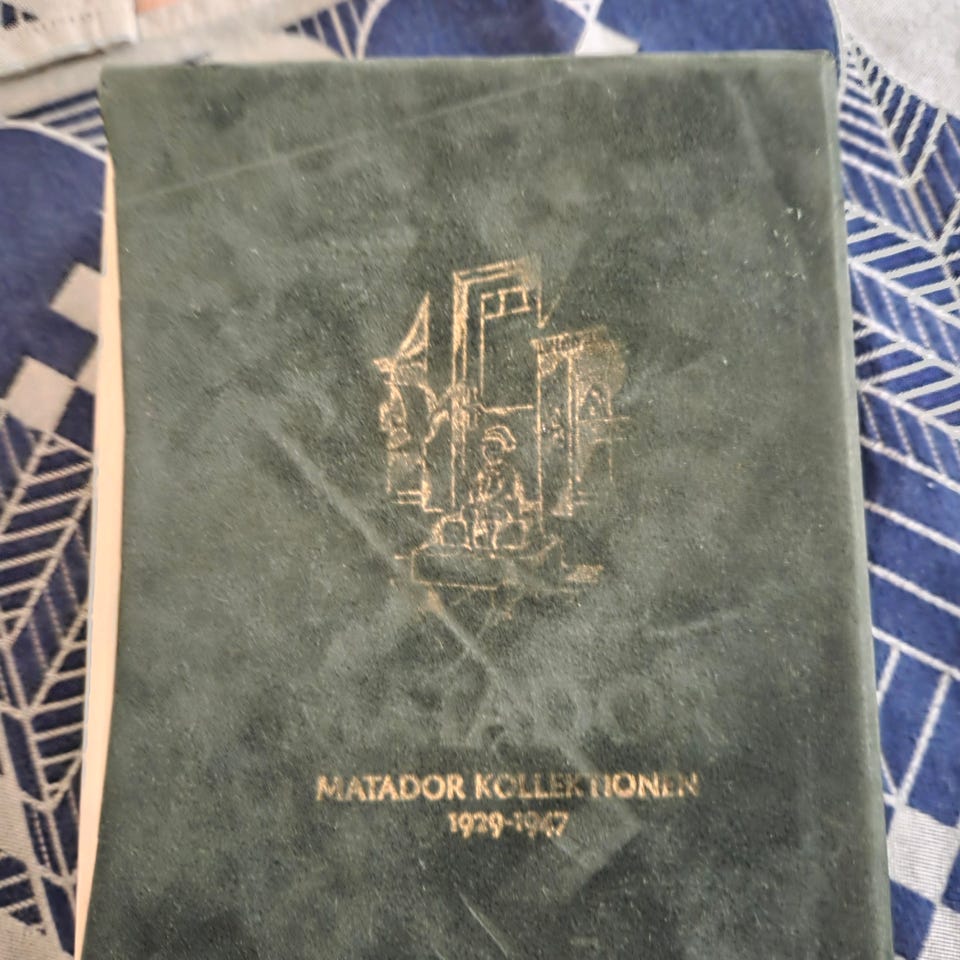 MATADOR KOLLEKTIONEN
1929-1947